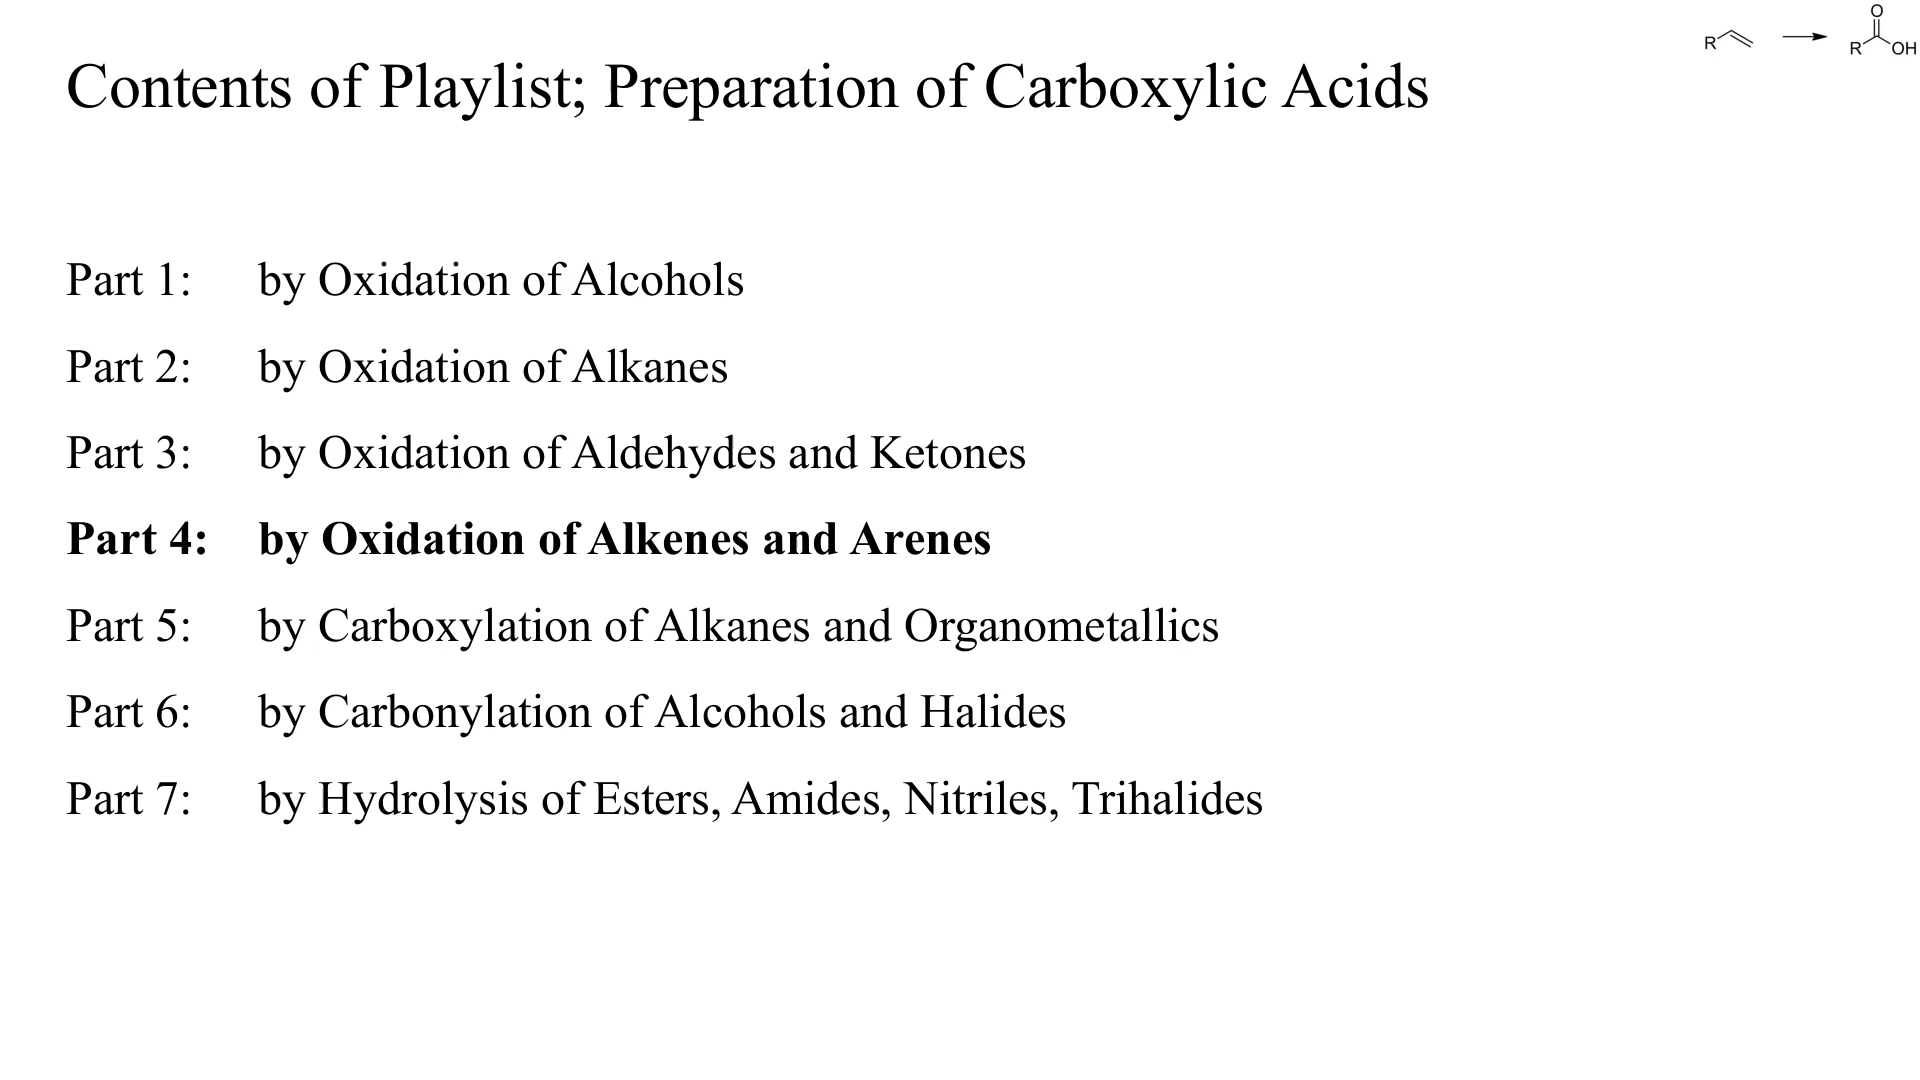 O
R
R
OH
Contents of Playlist; Preparation of Carboxylic Acids
Part 1: by Oxidation of Alcohols
Part 2: by Oxidation of Alkanes
Part 3: by Oxidation of Aldehydes and Ketones
Part 4: by Oxidation of Alkenes and Arenes
Part 5: by Carboxylation of Alkanes and Organometallics
Part 6: by Carbonylation of Alcohols and Halides
Part 7: by Hydrolysis of Esters, Amides, Nitriles, Trihalides